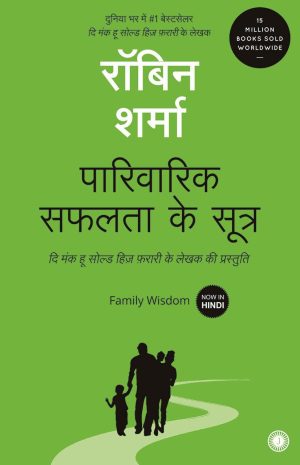 दुनिया भर में #1 बेस्टसेलर
दि मंक हू सोल्ड हिज़ फ़रारी के लेखक
15
MILLION
BOOKS SOLD
WORLDWIDE
रॉबिन
शर्मा
पारिवारिक
सफलता के सूत्र
दि मंक हू सोल्ड हिज़ फ़रारी के लेखक की प्रस्तुति
Family Wisdom
NOW IN
HINDI